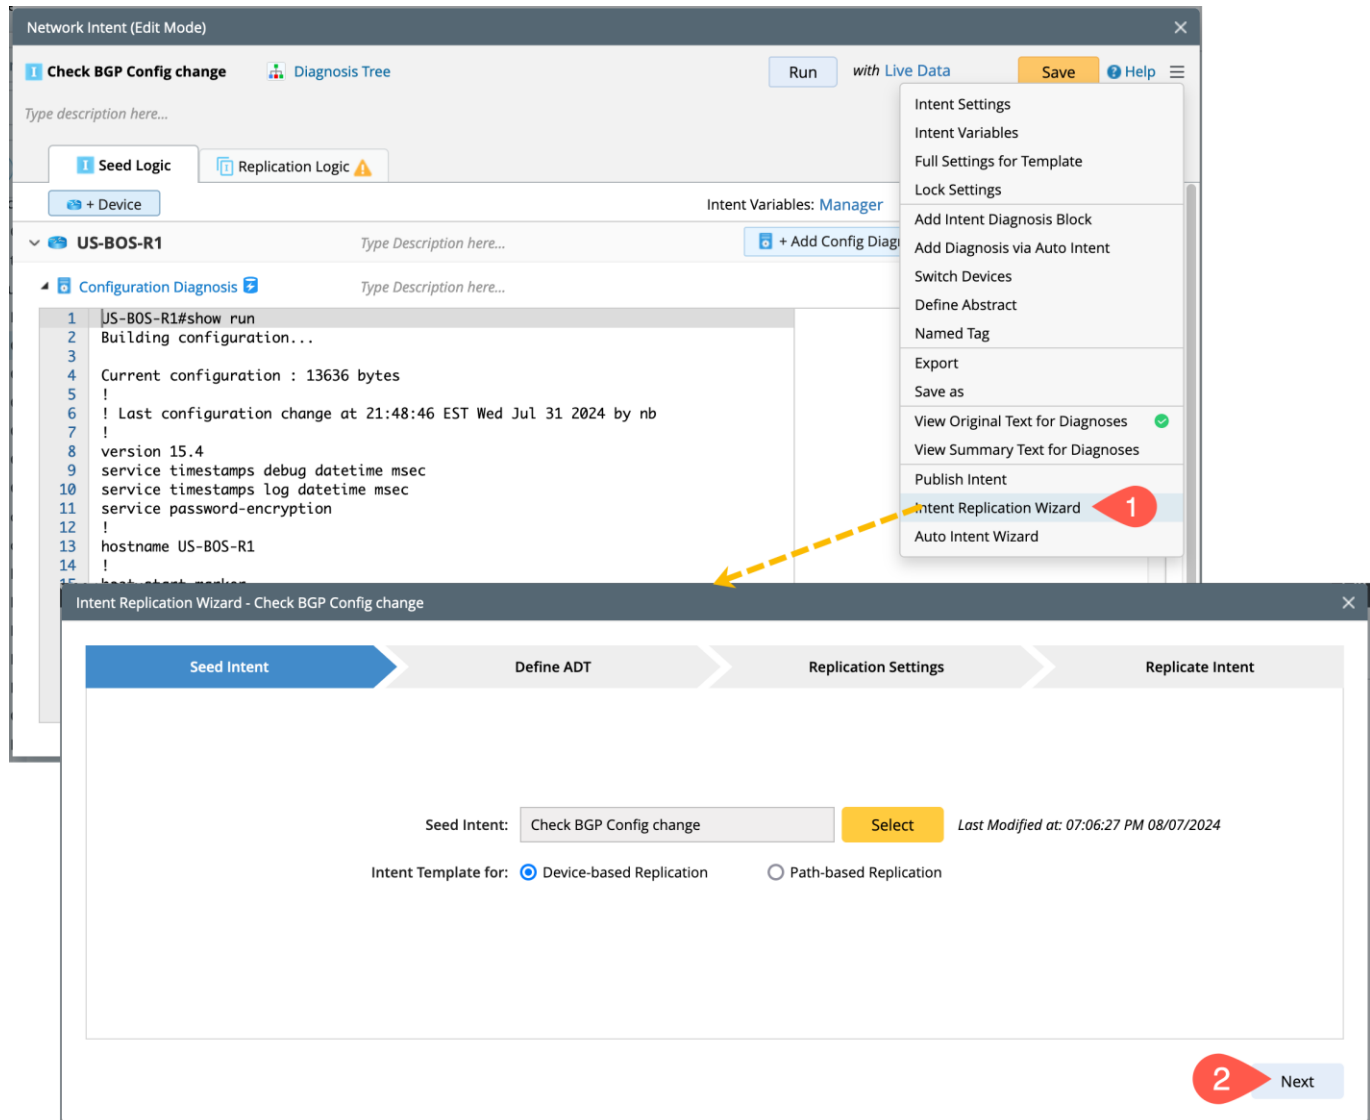 Network Intent (Edit Mode)
Check BGP Config change
Diagnosis Tree
Run
with Live Data
Save
Help
Type description here...
Seed Logic
Replication Logic
+ Device
Intent Variables: Manager
US-BOS-R1
Type Description here...
+ Add Config Diag
Configuration Diagnosis
Type Description here...
1 US-BOS-R1#show run
2 Building configuration...
3
4 Current configuration : 13636 bytes
5 !
6 ! Last configuration change at 21:48:46 EST Wed Jul 31 2024 by nb
7 !
8 version 15.4
9 service timestamps debug datetime msec
10 service timestamps log datetime msec
11 service password-encryption
12 !
13 hostname US-BOS-R1
14 !
Intent Settings
Intent Variables
Full Settings for Template
Lock Settings
Add Intent Diagnosis Block
Add Diagnosis via Auto Intent
Switch Devices
Define Abstract
Named Tag
Export
Save as
View Original Text for Diagnoses
View Summary Text for Diagnoses
Publish Intent
Intent Replication Wizard
1
Auto Intent Wizard
Intent Replication Wizard - Check BGP Config change
Seed Intent
Define ADT
Replication Settings
Replicate Intent
Seed Intent: Check BGP Config change Select Last Modified at: 07:06:27 PM 08/07/2024
Intent Template for: Device-based Replication Path-based Replication
2
Next